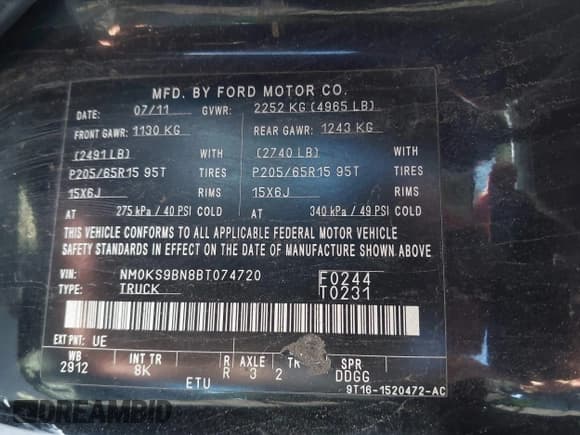 MFD. BY FORD MOTOR CO.
DATE: 07/11 GVWR: 2252 KG (4965 LB)
FRONT GAWR: 1130 KG REAR GAWR: 1243 KG
(2491 LB) WITH (2740 LB) WITH
P205/65R15 95T TIRES P205/65R15 95T TIRES
15X6J RIMS 15X6J RIMS
AT 275 kPa / 40 PSI COLD AT 340 kPa / 49 PSI COLD
THIS VEHICLE CONFORMS TO ALL APPLICABLE FEDERAL MOTOR VEHICLE
SAFETY STANDARDS IN EFFECT ON THE DATE OF MANUFACTURE SHOWN ABOVE
VIN: NM0KS9BN8BT074720 F0244
TYPE: TRUCK T0231
EXT PNT: UE
WB INT TR R AXLE TR SPR
2912 8K R 3 2 DDGG
ETU 9T16-1520472-AC
DREAMBID